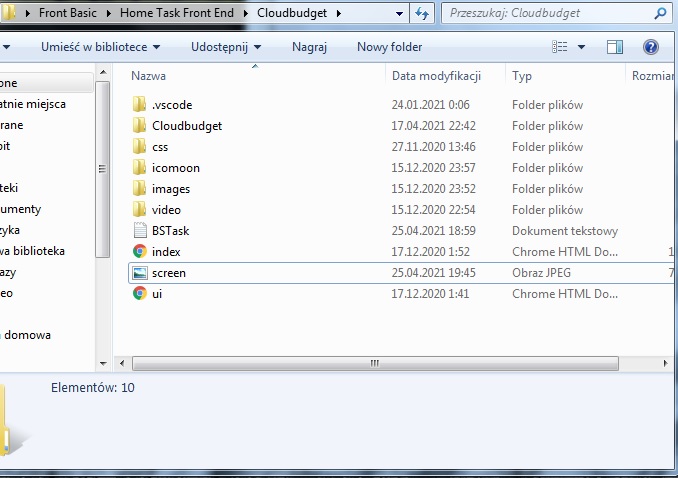 Front Basic Home Task Front End Cloudbudget Przeszukaj: Cloudbudget
Umieść w bibliotece Udostępnij Nagraj Nowy folder
Nazwa Data modyfikacji Typ Rozmiar
one
atnie miejsca
rane
teki
umenty
zyka
wa biblioteka
azy
eo
domowa
.vscode 24.01.2021 0:06 Folder plików
Cloudbudget 17.04.2021 22:42 Folder plików
css 27.11.2020 13:46 Folder plików
icomoon 15.12.2020 23:57 Folder plików
images 15.12.2020 23:52 Folder plików
video 15.12.2020 22:54 Folder plików
BSTask 25.04.2021 18:59 Dokument tekstowy
index 17.12.2020 1:52 Chrome HTML Do... 1
screen 25.04.2021 19:45 Obraz JPEG 7
ui 17.12.2020 1:41 Chrome HTML Do...
Elementów: 10